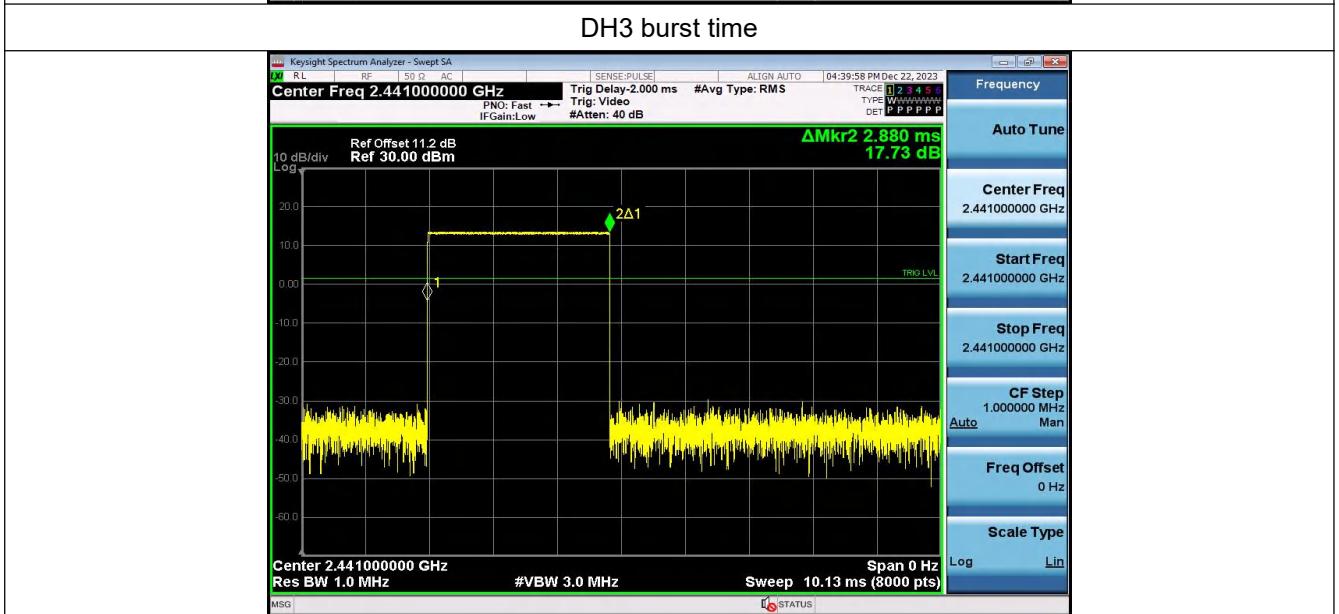 DH3 burst time
Keysight Spectrum Analyzer - Swept SA
LXI RL RF 50 Ω AC SENSE:PULSE ALIGN AUTO 04:39:58 PM Dec 22, 2023
Center Freq 2.441000000 GHz
PNO: Fast
IFGain:Low
Trig Delay-2.000 ms
Trig: Video
#Atten: 40 dB
#Avg Type: RMS
TRACE 1 2 3 4 5 6
TYPE WWWWWWW
DET P P P P P P
ΔMkr2 2.880 ms
17.73 dB
Ref Offset 11.2 dB
10 dB/div Ref 30.00 dBm
Log
20.0
10.0
0.00
-10.0
-20.0
-30.0
-40.0
-50.0
-60.0
2Δ1
1
TRIG LVL
Center 2.441000000 GHz Span 0 Hz
Res BW 1.0 MHz #VBW 3.0 MHz Sweep 10.13 ms (8000 pts)
MSG STATUS
Frequency
Auto Tune
Center Freq
2.441000000 GHz
Start Freq
2.441000000 GHz
Stop Freq
2.441000000 GHz
CF Step
1.000000 MHz
Auto Man
Freq Offset
0 Hz
Scale Type
Log Lin